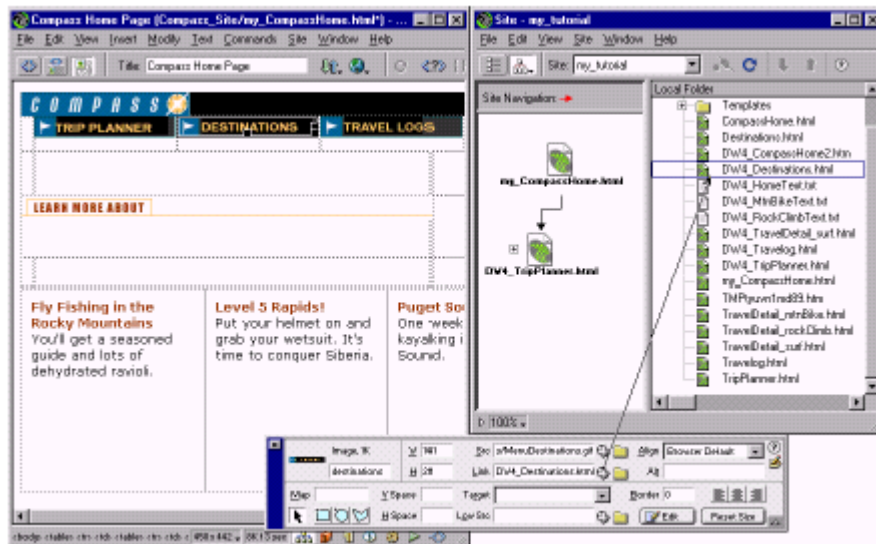 Compass Home Page (Compass_Site/my_CompassHome.html*) - ...
File Edit View Insert Modify Text Commands Site Window Help
Title: Compass Home Page
COMPASS
TRIP PLANNER DESTINATIONS TRAVEL LOGS
LEARN MORE ABOUT
Fly Fishing in the
Rocky Mountains
You'll get a seasoned
guide and lots of
dehydrated ravioli.
Level 5 Rapids!
Put your helmet on and
grab your wetsuit. It's
time to conquer Siberia.
Puget So
One week
kayaking i
Sound.
Site - my_tutorial
File Edit View Site Window Help
Site: my_tutorial
Site Navigation:
my_CompassHome.html
DW4_TripPlanner.html
100%
Local Folder
Templates
CompassHome.html
Destinations.html
DW4_CompassHome2.htm
DW4_Destinations.html
DW4_HomeText.txt
DW4_MtnBikeText.txt
DW4_RockClimbText.txt
DW4_TravelDetail_surf.html
DW4_Travelog.html
DW4_TripPlanner.html
my_CompassHome.html
TravelDetail_mtnBike.html
TravelDetail_rockClimb.html
TravelDetail_surf.html
Travelog.html
TripPlanner.html
Image, 1K W 101 Src s/MenuDestinations.gif Align Browser Default
destinations H 20 Link DW4_Destinations.html Alt
Map V Space Target Border 0
H Space Low Src Edit Reset Size